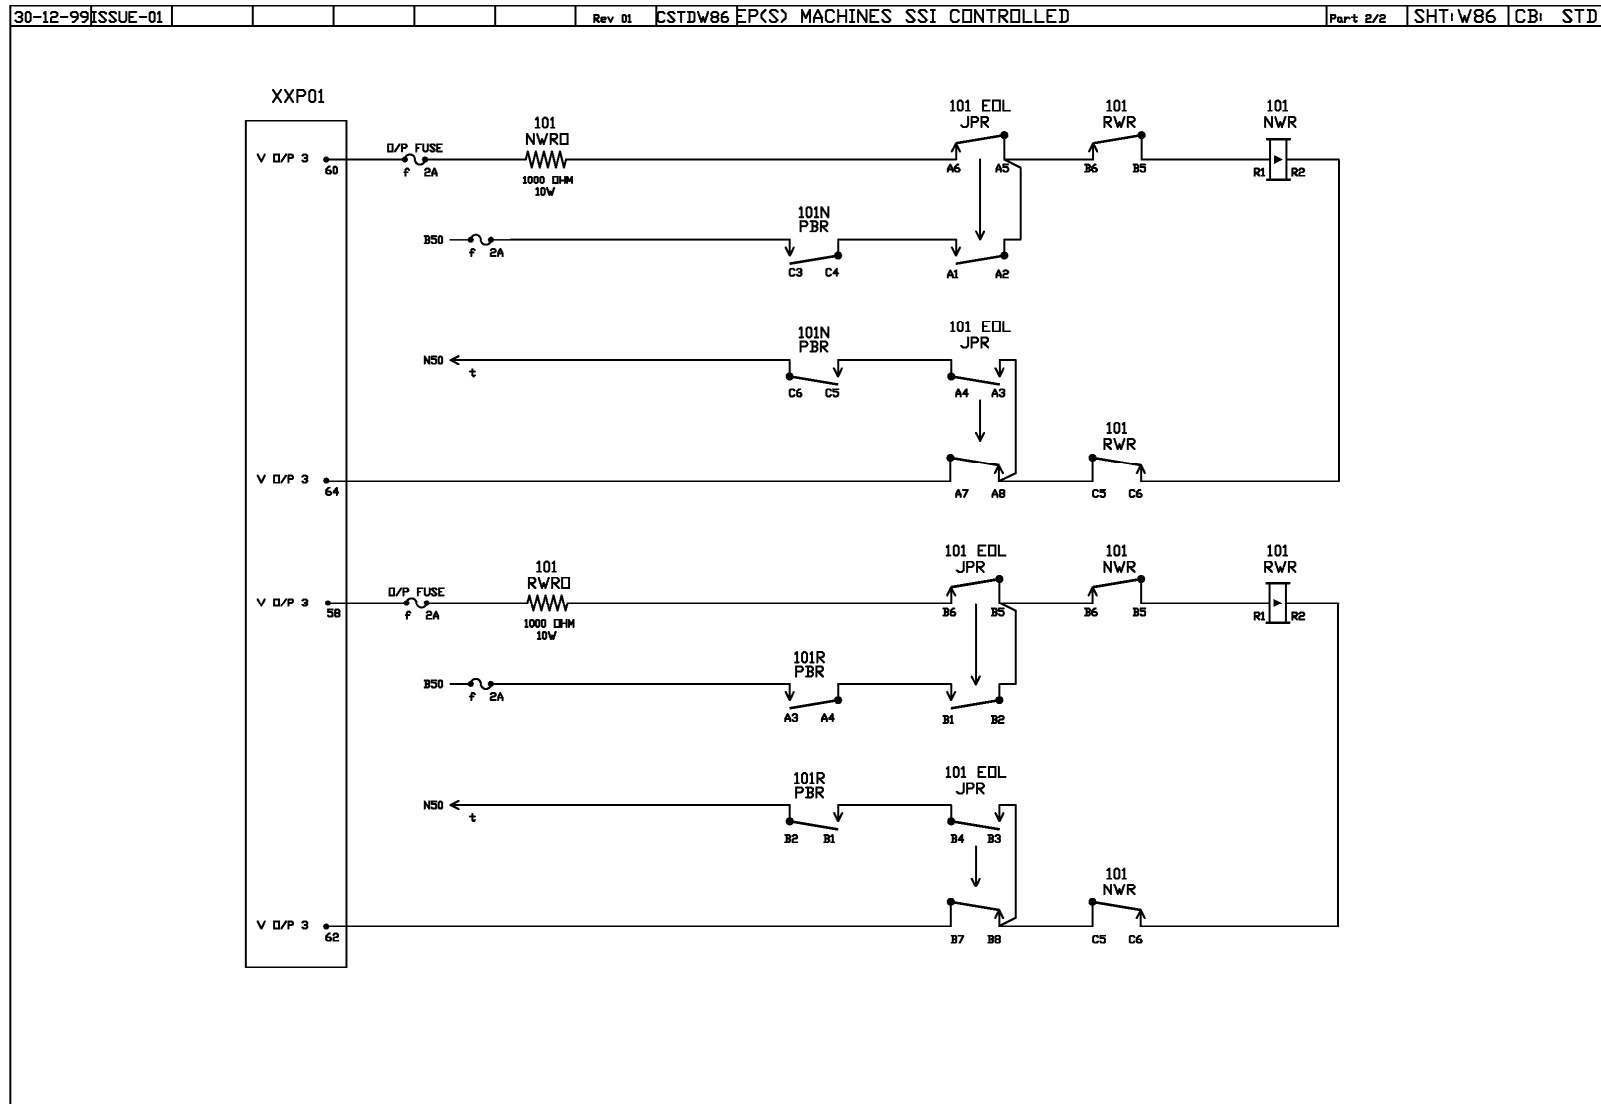 30-12-99 ISSUE-01 Rev 01 CSTDW86 EP(S) MACHINES SSI CONTROLLED Part 2/2 SHT: W86 CB: STD
XXP01
101 EOL
JPR
101
RWR
101
NWR
101
NWRO
O/P FUSE
V O/P 3
60
f 2A
1000 OHM
10W
A6 A5
B6 B5
R1 R2
101N
PBR
B50
f 2A
C3 C4
A1 A2
101N
PBR
101 EOL
JPR
N50
t
C6 C5
A4 A3
101
RWR
V O/P 3
64
A7 A8
C5 C6
101 EOL
JPR
101
NWR
101
RWR
101
RWRO
O/P FUSE
V O/P 3
58
f 2A
1000 OHM
10W
B6 B5
B6 B5
R1 R2
101R
PBR
B50
f 2A
A3 A4
B1 B2
101R
PBR
101 EOL
JPR
N50
t
B2 B1
B4 B3
101
NWR
V O/P 3
62
B7 B8
C5 C6